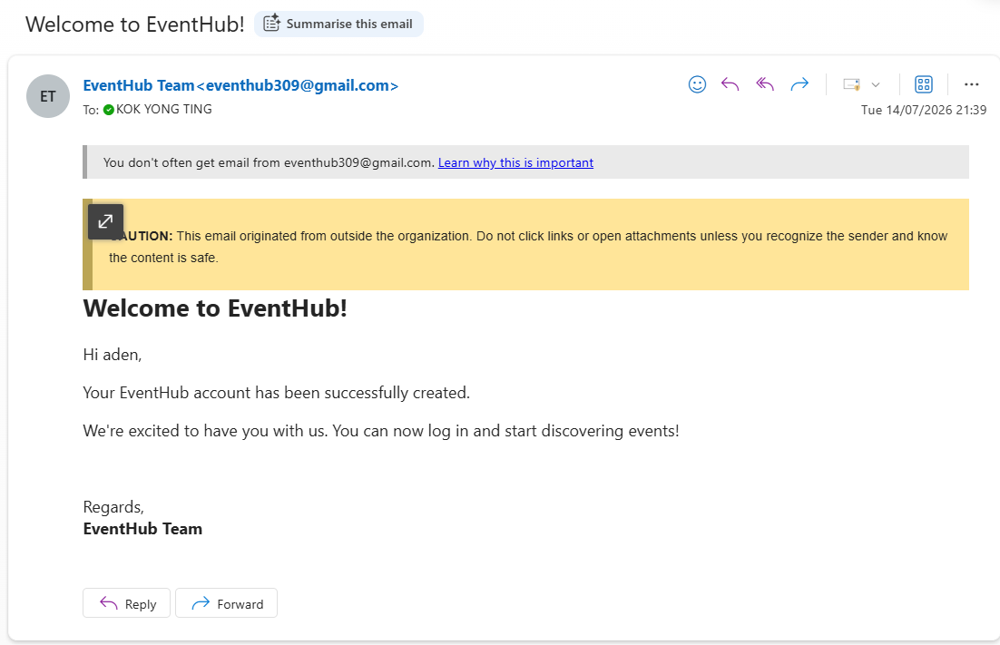 Welcome to EventHub! Summarise this email
ET
EventHub Team<eventhub309@gmail.com>
To: KOK YONG TING
Tue 14/07/2026 21:39
You don't often get email from eventhub309@gmail.com. Learn why this is important
CAUTION: This email originated from outside the organization. Do not click links or open attachments unless you recognize the sender and know
the content is safe.
Welcome to EventHub!
Hi aden,
Your EventHub account has been successfully created.
We're excited to have you with us. You can now log in and start discovering events!
Regards,
EventHub Team
Reply Forward